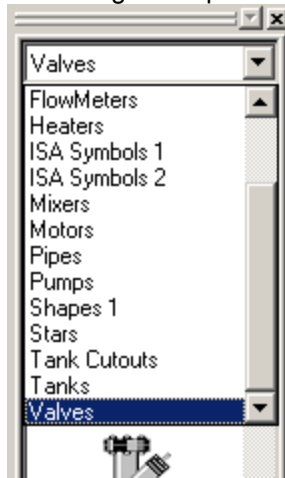 Valves
FlowMeters
Heaters
ISA Symbols 1
ISA Symbols 2
Mixers
Motors
Pipes
Pumps
Shapes 1
Stars
Tank Cutouts
Tanks
Valves